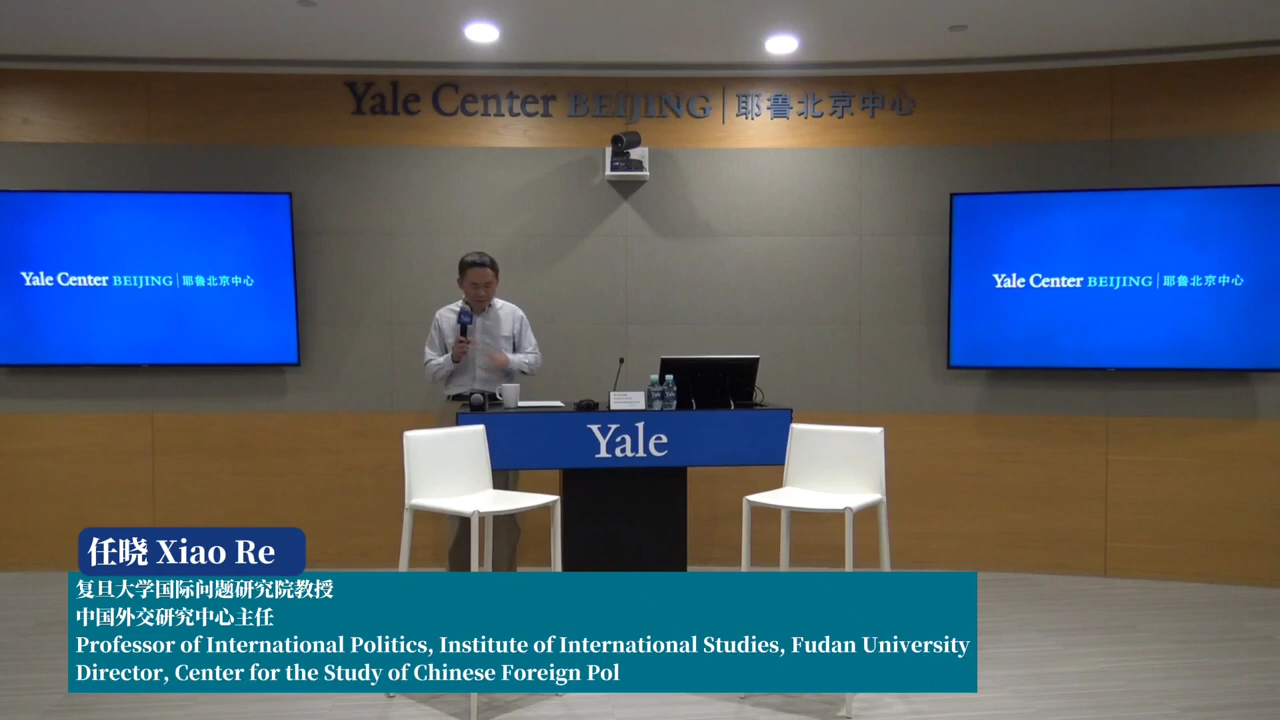 Yale Center BEIJING | 耶鲁北京中心
Yale Center BEIJING | 耶鲁北京中心
Yale Center BEIJING | 耶鲁北京中心
Yale
任晓 Xiao Re
复旦大学国际问题研究院教授
中国外交研究中心主任
Professor of International Politics, Institute of International Studies, Fudan University
Director, Center for the Study of Chinese Foreign Pol